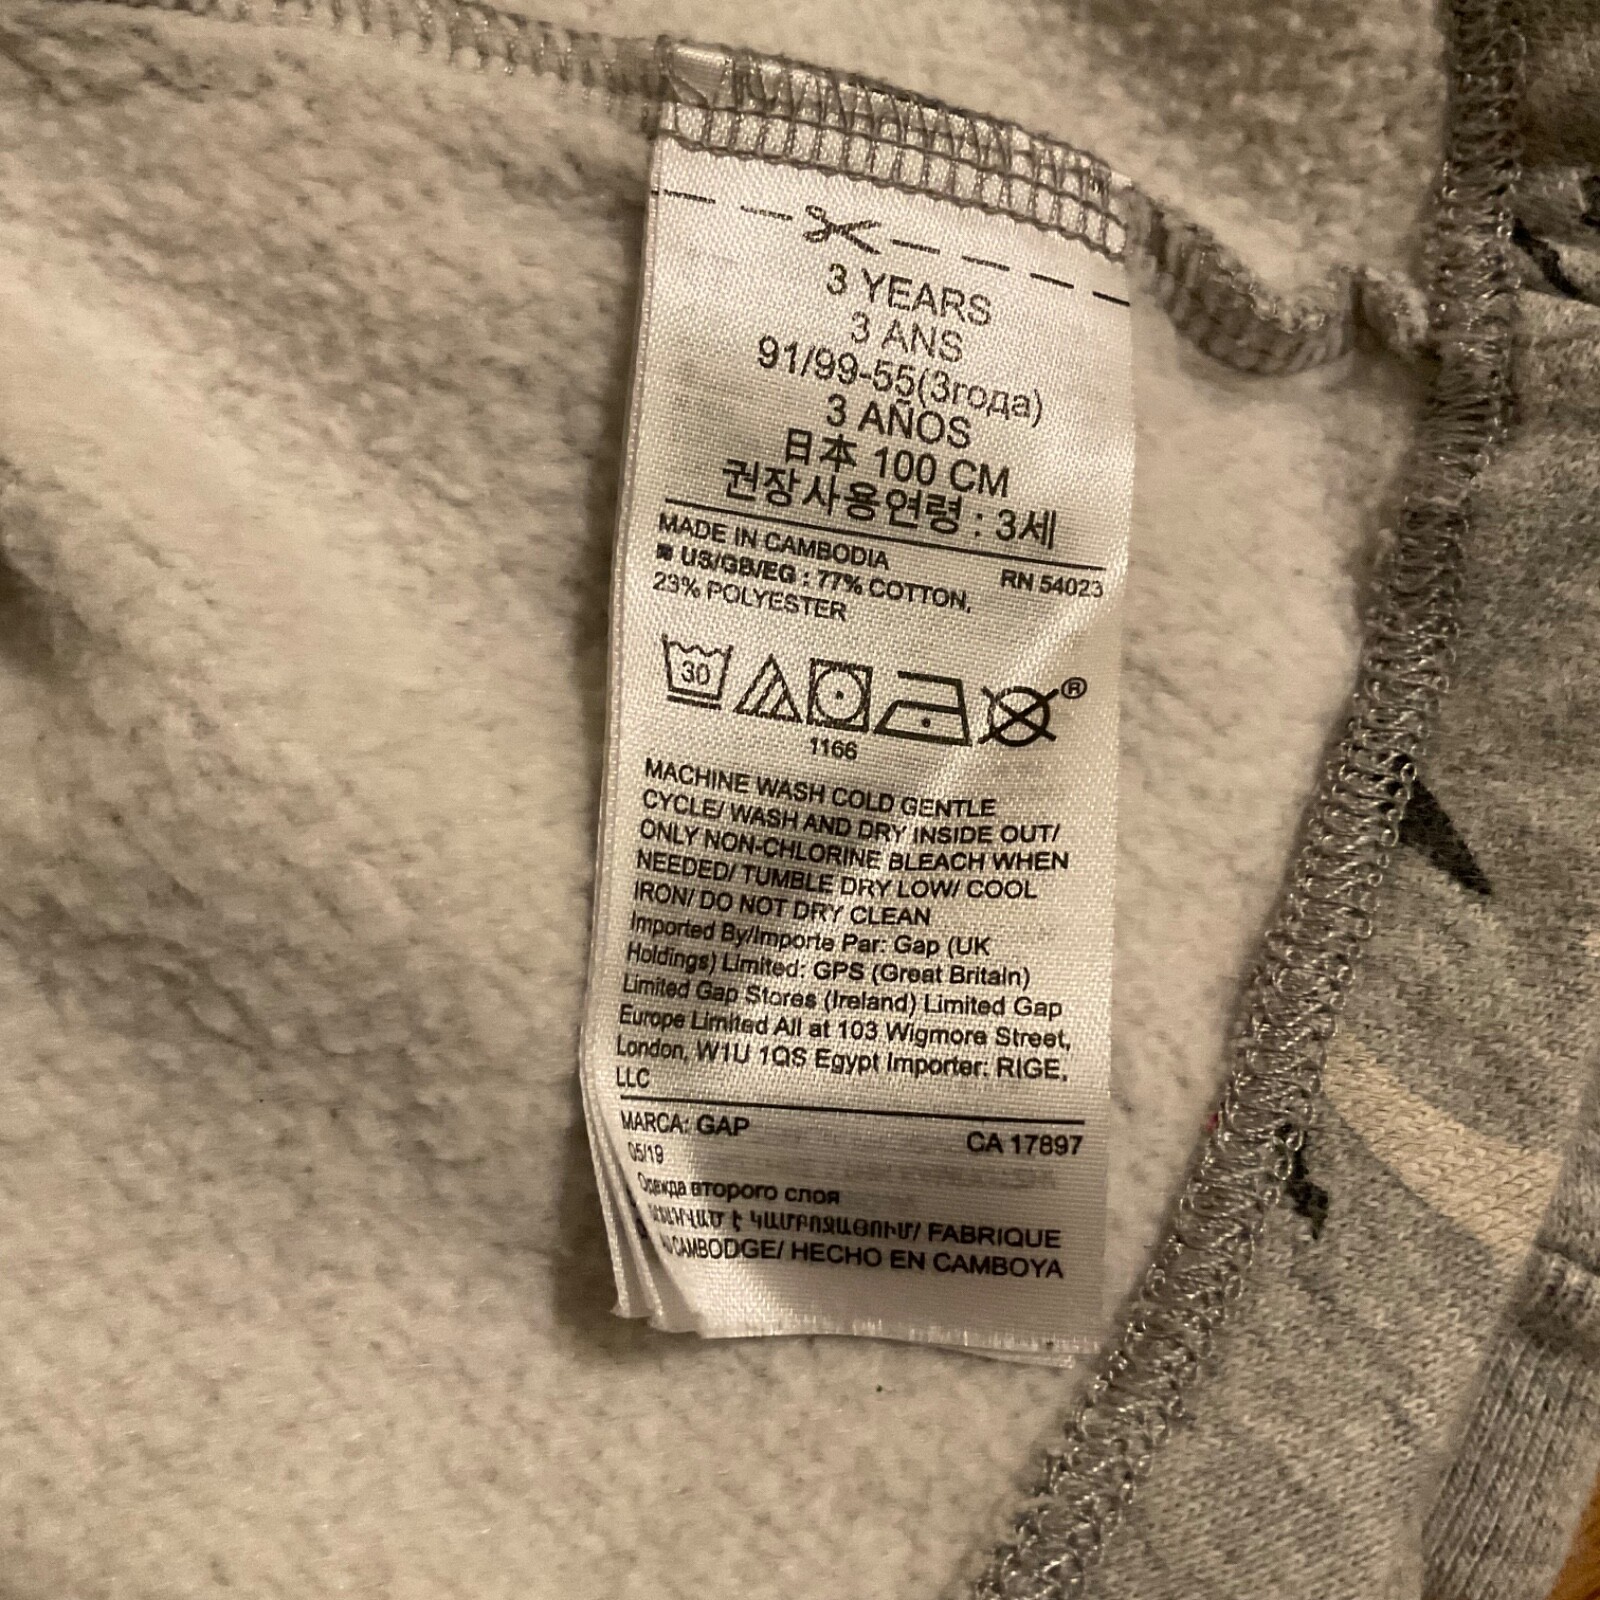 3 YEARS
3 ANS
91/99-55(3года)
3 AÑOS
日本 100 CM
권장사용연령 : 3세
MADE IN CAMBODIA
RN 54023
US/GB/EG : 77% COTTON,
23% POLYESTER
30
®
1166
MACHINE WASH COLD GENTLE
CYCLE/ WASH AND DRY INSIDE OUT/
ONLY NON-CHLORINE BLEACH WHEN
NEEDED/ TUMBLE DRY LOW/ COOL
IRON/ DO NOT DRY CLEAN
Imported By/Importe Par: Gap (UK
Holdings) Limited: GPS (Great Britain)
Limited Gap Stores (Ireland) Limited Gap
Europe Limited All at 103 Wigmore Street,
London, W1U 1QS Egypt Importer: RIGE,
LLC
MARCA: GAP
CA 17897
05/19
Одежда второго слоя
Է ԿԱՄԲՈՋԱՅՈՒՄ/ FABRIQUE
CAMBODGE/ HECHO EN CAMBOYA